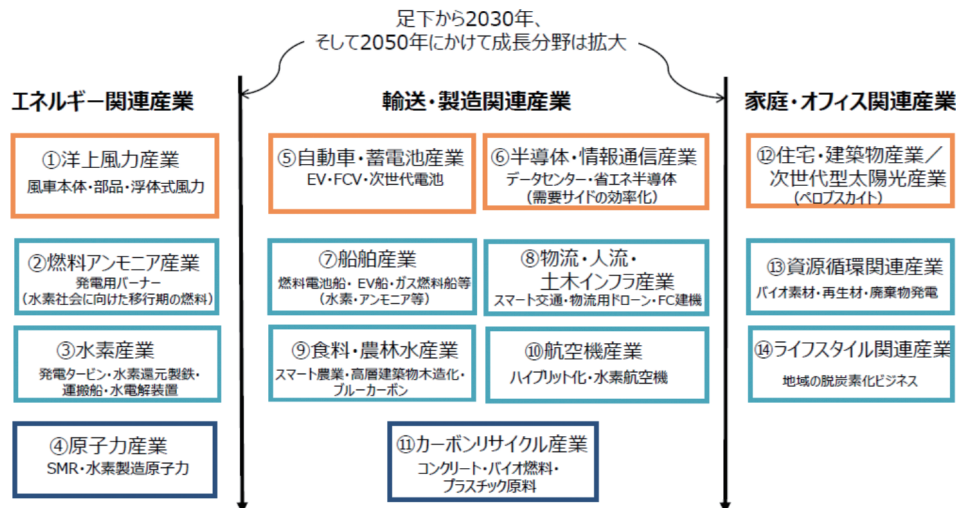 足下から2030年、
そして2050年にかけて成長分野は拡大
エネルギー関連産業
①洋上風力産業
風車本体・部品・浮体式風力
②燃料アンモニア産業
発電用バーナー
（水素社会に向けた移行期の燃料）
③水素産業
発電タービン・水素還元製鉄・
運搬船・水電解装置
④原子力産業
SMR・水素製造原子力
輸送・製造関連産業
⑤自動車・蓄電池産業
EV・FCV・次世代電池
⑥半導体・情報通信産業
データセンター・省エネ半導体
（需要サイドの効率化）
⑦船舶産業
燃料電池船・EV船・ガス燃料船等
（水素・アンモニア等）
⑧物流・人流・
土木インフラ産業
スマート交通・物流用ドローン・FC建機
⑨食料・農林水産業
スマート農業・高層建築物木造化・
ブルーカーボン
⑩航空機産業
ハイブリット化・水素航空機
⑪カーボンリサイクル産業
コンクリート・バイオ燃料・
プラスチック原料
家庭・オフィス関連産業
⑫住宅・建築物産業／
次世代型太陽光産業
（ペロブスカイト）
⑬資源循環関連産業
バイオ素材・再生材・廃棄物発電
⑭ライフスタイル関連産業
地域の脱炭素化ビジネス